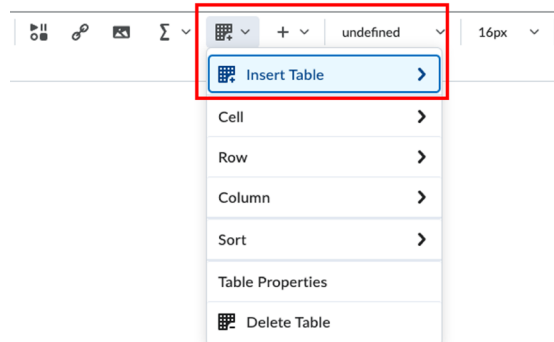 Σ undefined 16px
Insert Table
Cell
Row
Column
Sort
Table Properties
Delete Table